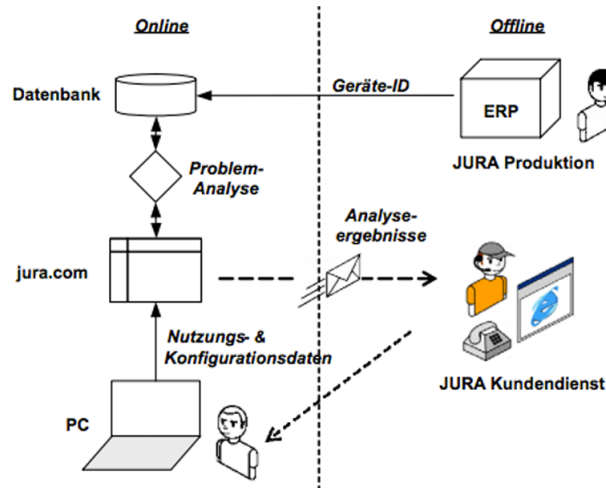 Online
Offline
Datenbank
Geräte-ID
ERP
JURA Produktion
Problem-
Analyse
Analyse-
ergebnisse
jura.com
Nutzungs- &
Konfigurationsdaten
JURA Kundendienst
PC